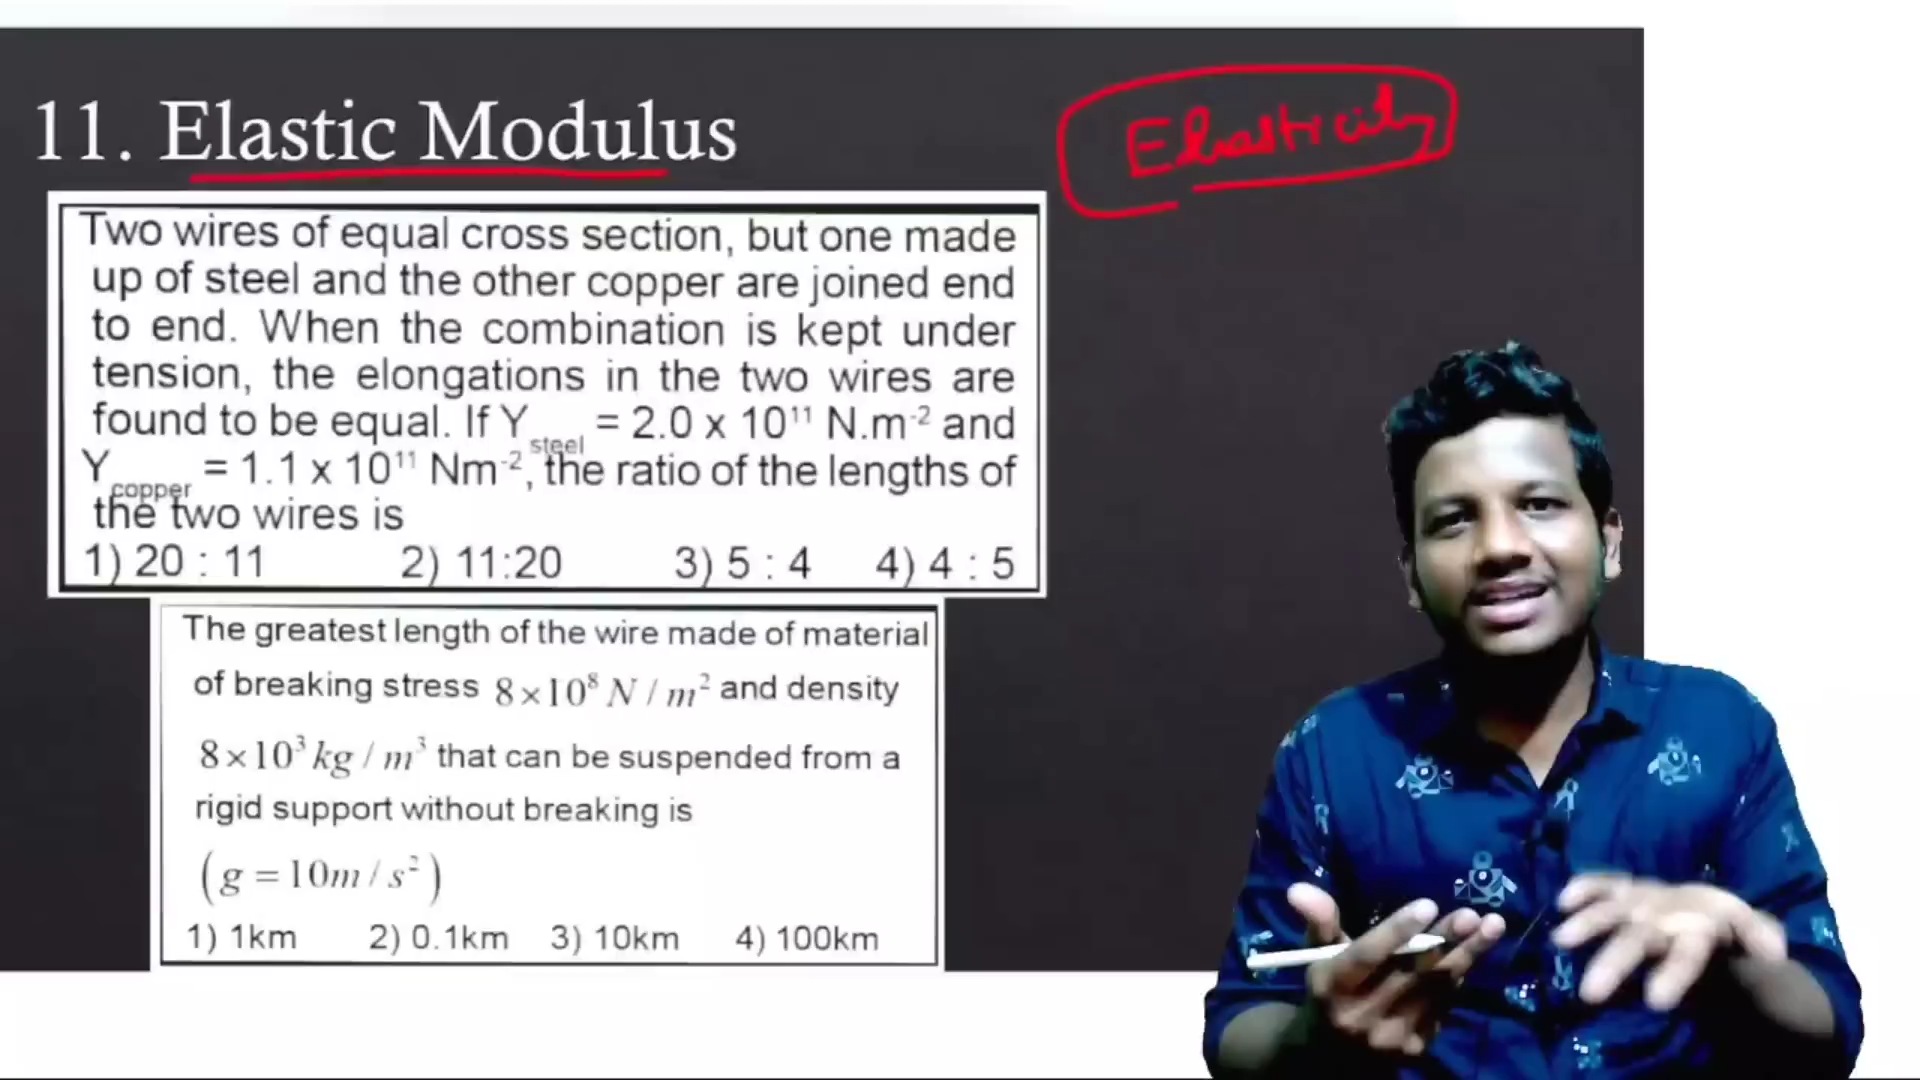 11. Elastic Modulus
Elasticity
Two wires of equal cross section, but one made
up of steel and the other copper are joined end
to end. When the combination is kept under
tension, the elongations in the two wires are
found to be equal. If Y steel = 2.0 x 10¹¹ N.m⁻² and
Y copper = 1.1 x 10¹¹ Nm⁻², the ratio of the lengths of
the two wires is
1) 20 : 11 2) 11:20 3) 5 : 4 4) 4 : 5
The greatest length of the wire made of material
of breaking stress 8×10⁸ N / m² and density
8×10³ kg / m³ that can be suspended from a
rigid support without breaking is
(g = 10m / s²)
1) 1km 2) 0.1km 3) 10km 4) 100km